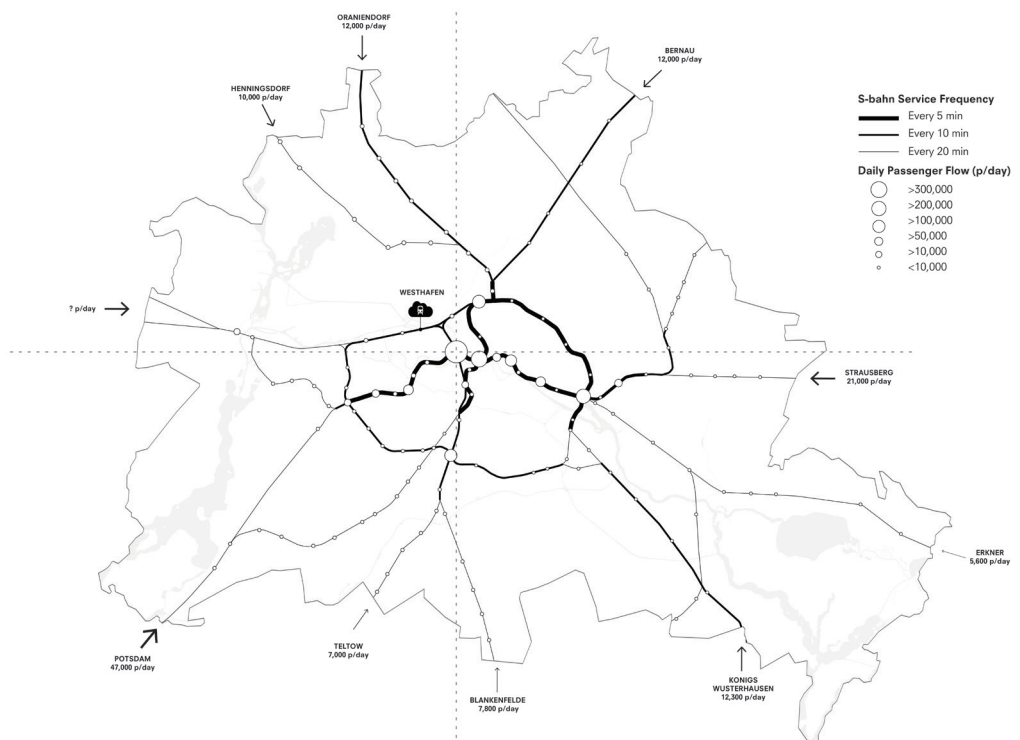 ORANIENDORF
12,000 p/day
BERNAU
12,000 p/day
HENNINGSDORF
10,000 p/day
S-bahn Service Frequency
Every 5 min
Every 10 min
Every 20 min
Daily Passenger Flow (p/day)
>300,000
>200,000
>100,000
>50,000
>10,000
<10,000
WESTHAFEN
? p/day
STRAUSBERG
21,000 p/day
ERKNER
5,600 p/day
TELTOW
7,000 p/day
POTSDAM
47,000 p/day
BLANKENFELDE
7,800 p/day
KONIGS
WUSTERHAUSEN
12,300 p/day